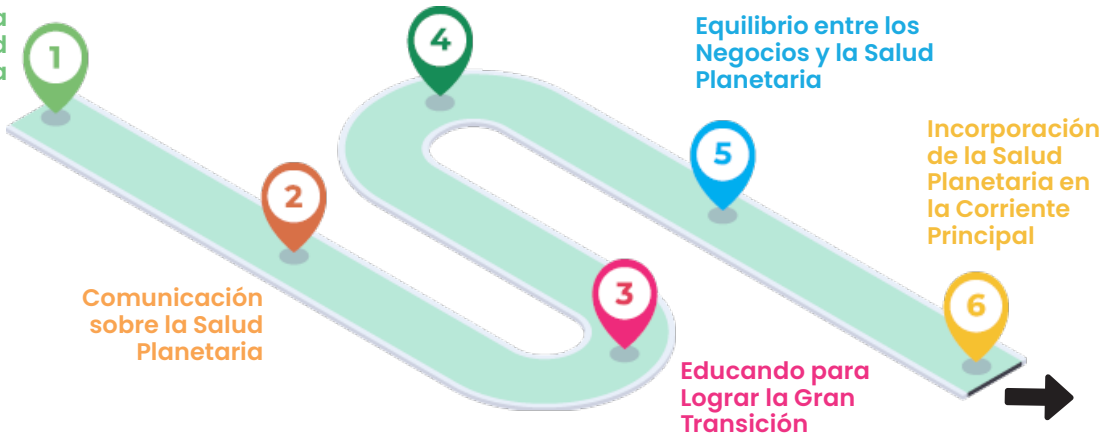 1
4
Equilibrio entre los
Negocios y la Salud
Planetaria
5
Incorporación
de la Salud
Planetaria en
la Corriente
Principal
2
Comunicación
sobre la Salud
Planetaria
3
Educando para
Lograr la Gran
Transición
6